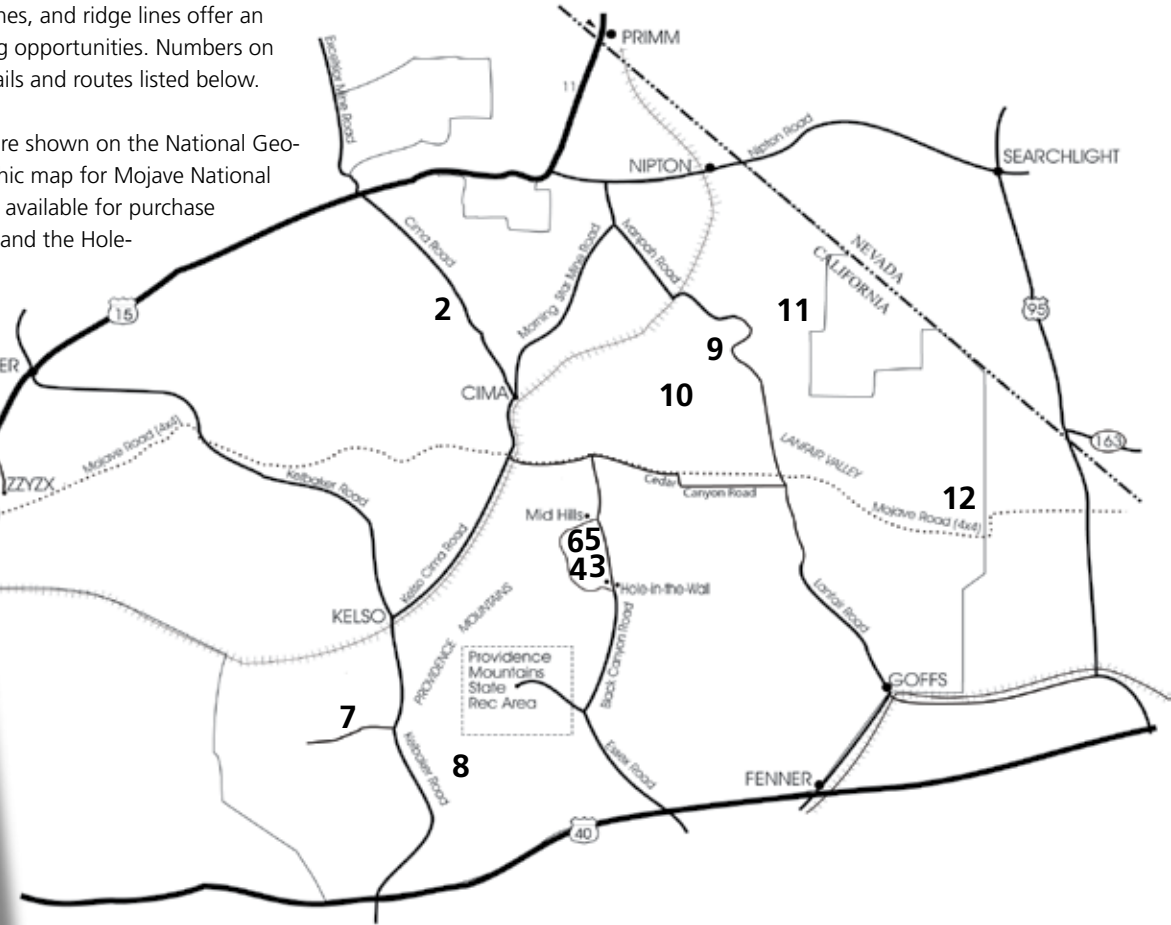 nes, and ridge lines offer an
g opportunities. Numbers on
ails and routes listed below.
re shown on the National Geo-
hic map for Mojave National
available for purchase
and the Hole-
PRIMM
Excelsior Mine Road
11
Nipton Road
NIPTON
SEARCHLIGHT
Cima Road
Ivanpah Road
Morning Star Mine Road
NEVADA
CALIFORNIA
2
11
15
95
9
ER
10
CIMA
Mojave Road (4x4)
163
LANFAIR VALLEY
ZZYZX
Kelbaker Road
Cedar
Canyon Road
12
Mojave Road (4x4)
Mid Hills
65
43
Kelso Cima Road
Hole-in-the-Wall
KELSO
PROVIDENCE MOUNTAINS
Lanfair Road
Black Canyon Road
Providence
Mountains
State
Rec Area
GOFFS
7
Kelbaker Road
8
Essex Road
FENNER
40